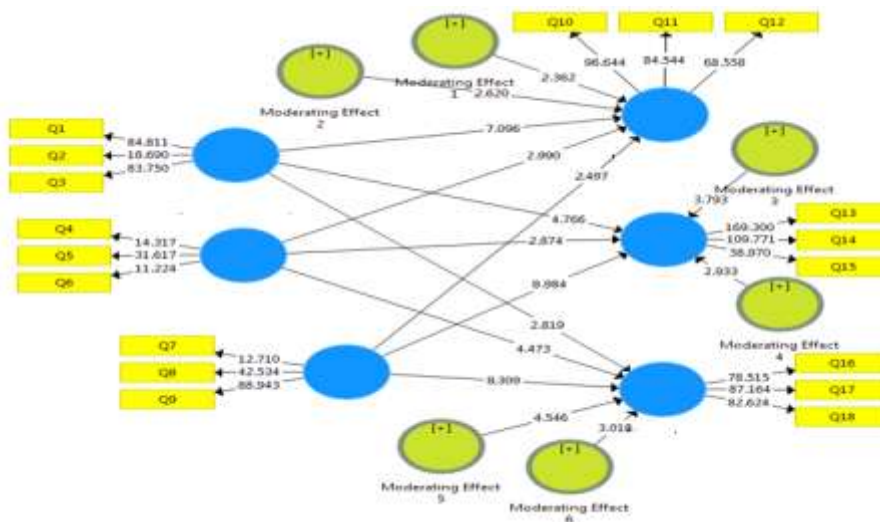 Q10
Q11
Q12
[+]
[+]
96.644
84.544
68.558
2.362
Moderating Effect
1
2.620
Moderating Effect
2
Q1
Q2
Q3
84.811
18.690
83.750
7.096
2.990
2.497
[+]
Moderating Effect
3
3.793
Q4
Q5
Q6
14.317
31.617
11.224
4.766
2.874
8.984
2.819
4.473
169.300
109.771
38.970
Q13
Q14
Q15
2.933
[+]
Moderating Effect
4
Q7
Q8
Q9
12.710
42.534
88.943
8.309
78.515
87.164
82.624
Q16
Q17
Q18
4.546
[+]
Moderating Effect
5
[+]
Moderating Effect
6